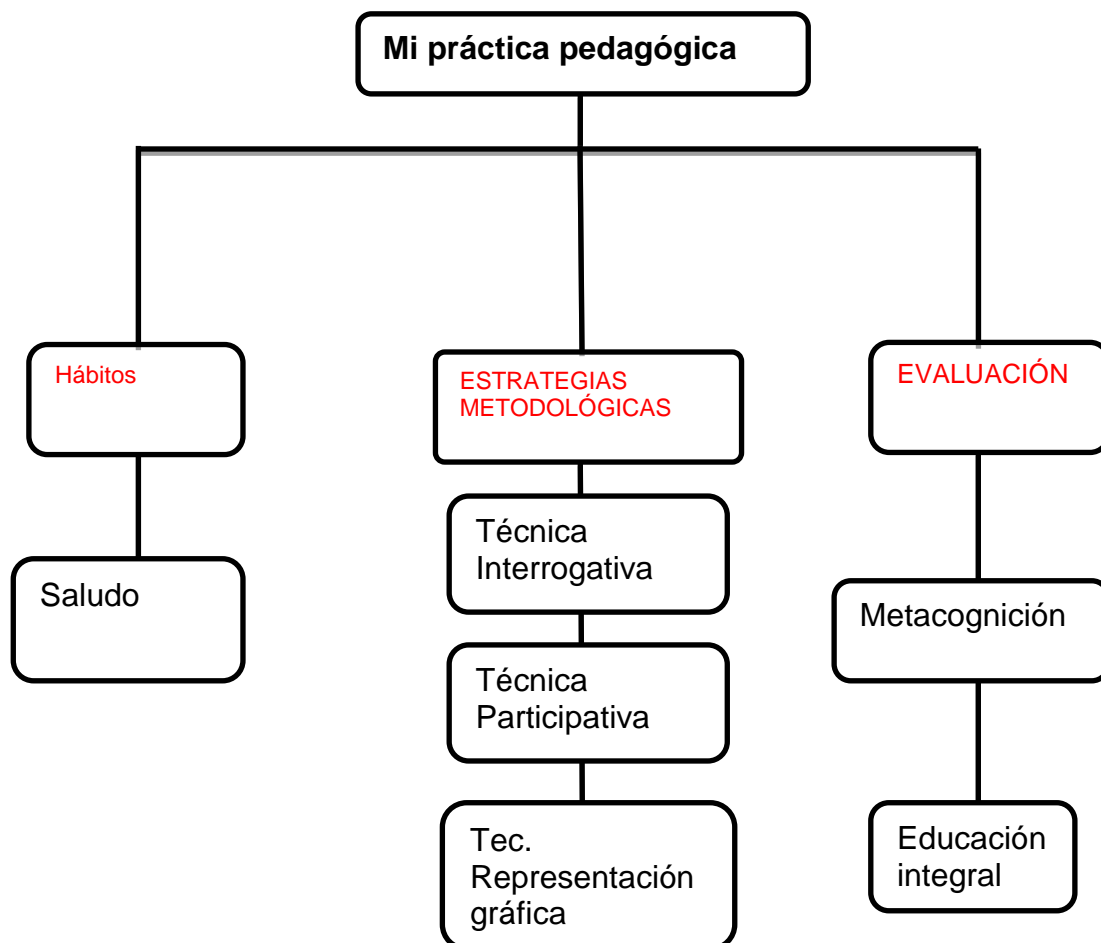 Mi práctica pedagógica
Hábitos
ESTRATEGIAS
METODOLÓGICAS
EVALUACIÓN
Saludo
Técnica
Interrogativa
Metacognición
Técnica
Participativa
Tec.
Representación
gráfica
Educación
integral